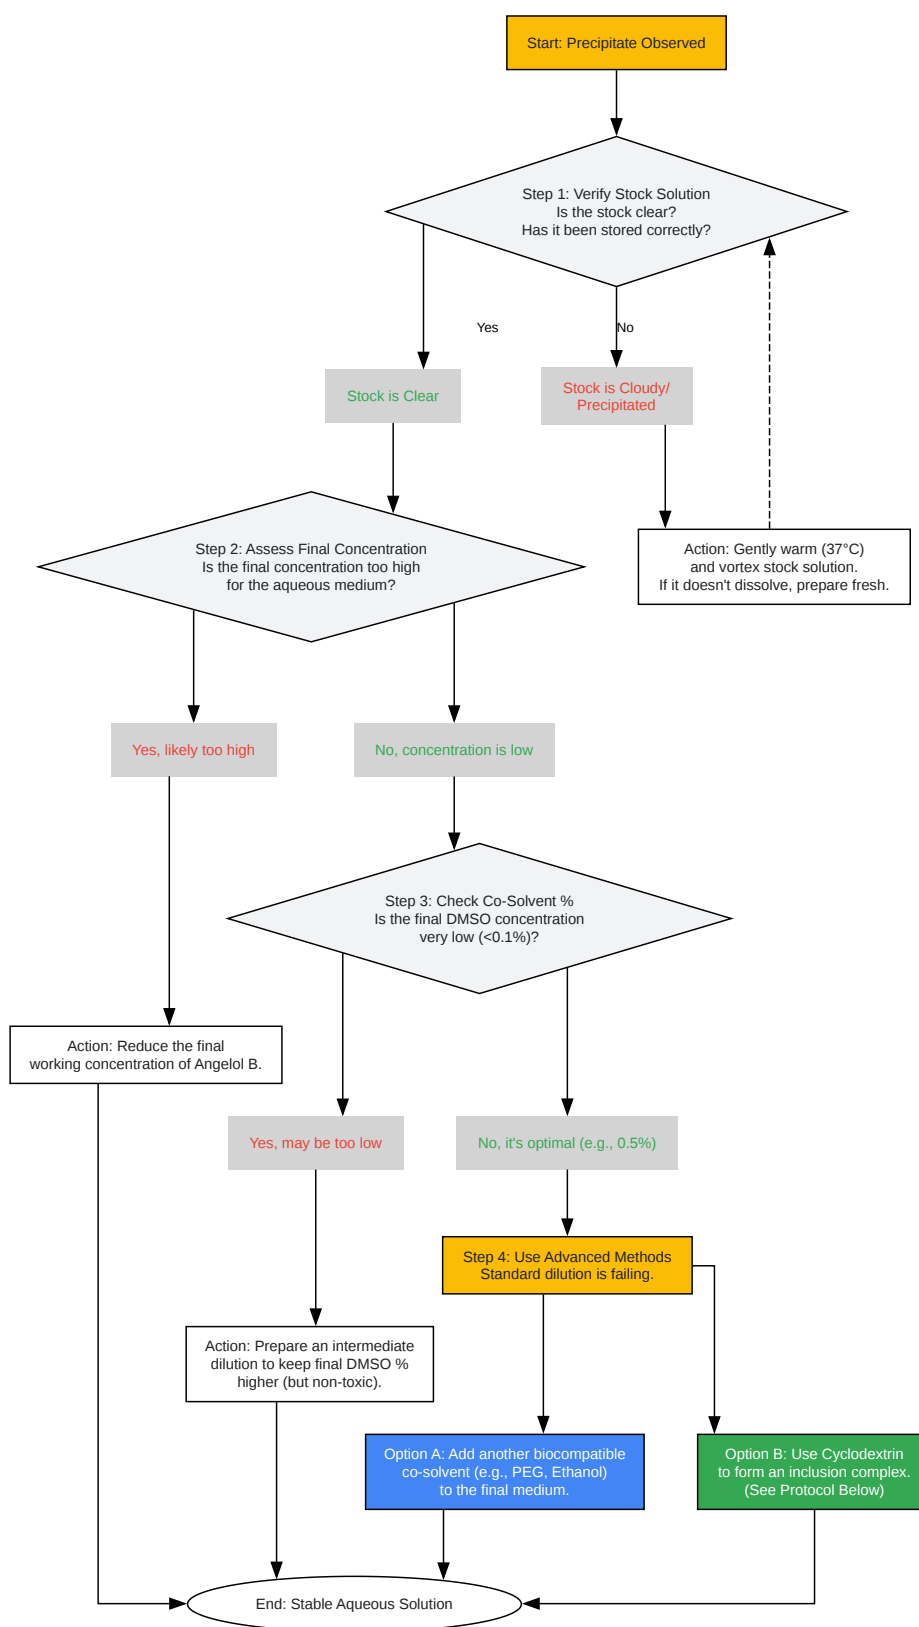 Start: Precipitate Observed
Step 1: Verify Stock Solution
Is the stock clear?
Has it been stored correctly?
Yes
No
Stock is Clear
Stock is Cloudy/
Precipitated
Step 2: Assess Final Concentration
Is the final concentration too high
for the aqueous medium?
Action: Gently warm (37°C)
and vortex stock solution.
If it doesn't dissolve, prepare fresh.
Yes, likely too high
No, concentration is low
Step 3: Check Co-Solvent %
Is the final DMSO concentration
very low (<0.1%)?
Action: Reduce the final
working concentration of Angelol B.
Yes, may be too low
No, it's optimal (e.g., 0.5%)
Step 4: Use Advanced Methods
Standard dilution is failing.
Action: Prepare an intermediate
dilution to keep final DMSO %
higher (but non-toxic).
Option A: Add another biocompatible
co-solvent (e.g., PEG, Ethanol)
to the final medium.
Option B: Use Cyclodextrin
to form an inclusion complex.
(See Protocol Below)
End: Stable Aqueous Solution